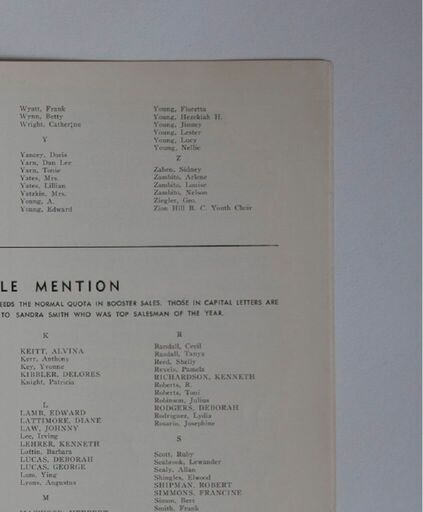 Wyatt, Frank
Wynn, Betty
Wright, Catherine
Y
Yancey, Doris
Yarn, Dan Lee
Yarn, Tonie
Yates, Mrs.
Yates, Lillian
Yatzkin, Mrs.
Young, A.
Young, Edward
Young, Floretta
Young, Hezekiah H.
Young, Jimmy
Young, Lester
Young, Lucy
Young, Nellie
Z
Zahen, Sidney
Zambito, Arlene
Zambito, Louise
Zambito, Nelson
Ziegler, Geo.
Zion Hill B. C. Youth Choir
LE MENTION
EEDS THE NORMAL QUOTA IN BOOSTER SALES. THOSE IN CAPITAL LETTERS ARE
TO SANDRA SMITH WHO WAS TOP SALESMAN OF THE YEAR.
K
KEITT, ALVINA
Kerr, Anthony
Key, Yvonne
KIBBLER, DELORES
Knight, Patricia
L
LAMB, EDWARD
LATTIMORE, DIANE
LAW, JOHNNY
Lee, Irving
LEHRER, KENNETH
Loftin, Barbara
LUCAS, DEBORAH
LUCAS, GEORGE
Lum, Ying
Lyons, Augustus
M
R
Randall, Cecil
Randall, Tanya
Reed, Shelly
Revels, Pamela
RICHARDSON, KENNETH
Roberts, R.
Roberts, Toni
Robinson, Julius
RODGERS, DEBORAH
Rodriguez, Lydia
Rosario, Josephine
S
Scott, Ruby
Seabrook, Lewander
Sealy, Allan
Shingles, Elwood
SHIPMAN, ROBERT
SIMMONS, FRANCINE
Simon, Bert
Smith, Frank